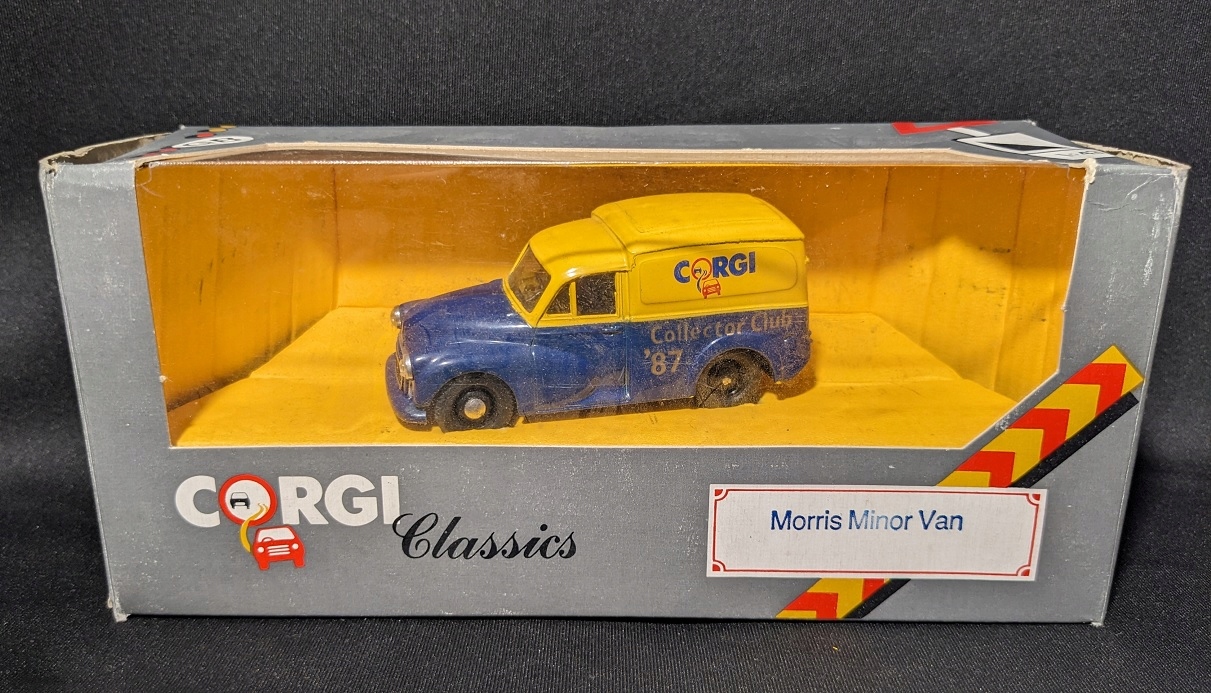 CORGI
Collector Club
'87
CORGI
Classics
Morris Minor Van